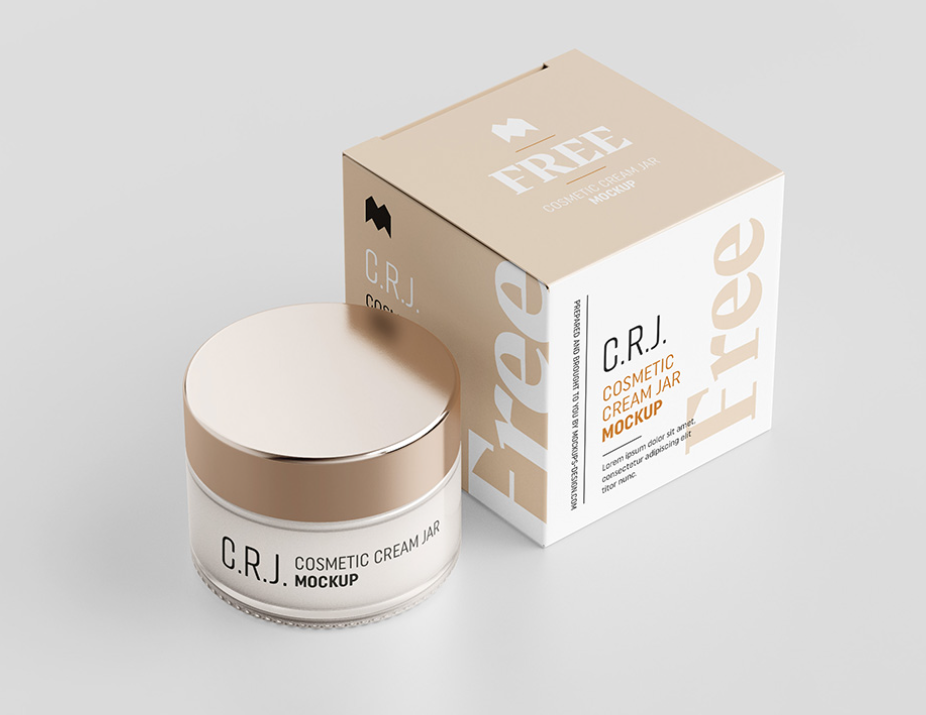 FREE
COSMETIC CREAM JAR
MOCKUP
C.R.J.
Free
PREPARED AND BROUGHT TO YOU BY MOCKUPS-DESIGN.COM
C.R.J.
COSMETIC
CREAM JAR
MOCKUP
Lorem ipsum dolor sit amet,
consectetur adipiscing elit
titor nunc.
Free
C.R.J.
COSMETIC CREAM JAR
MOCKUP